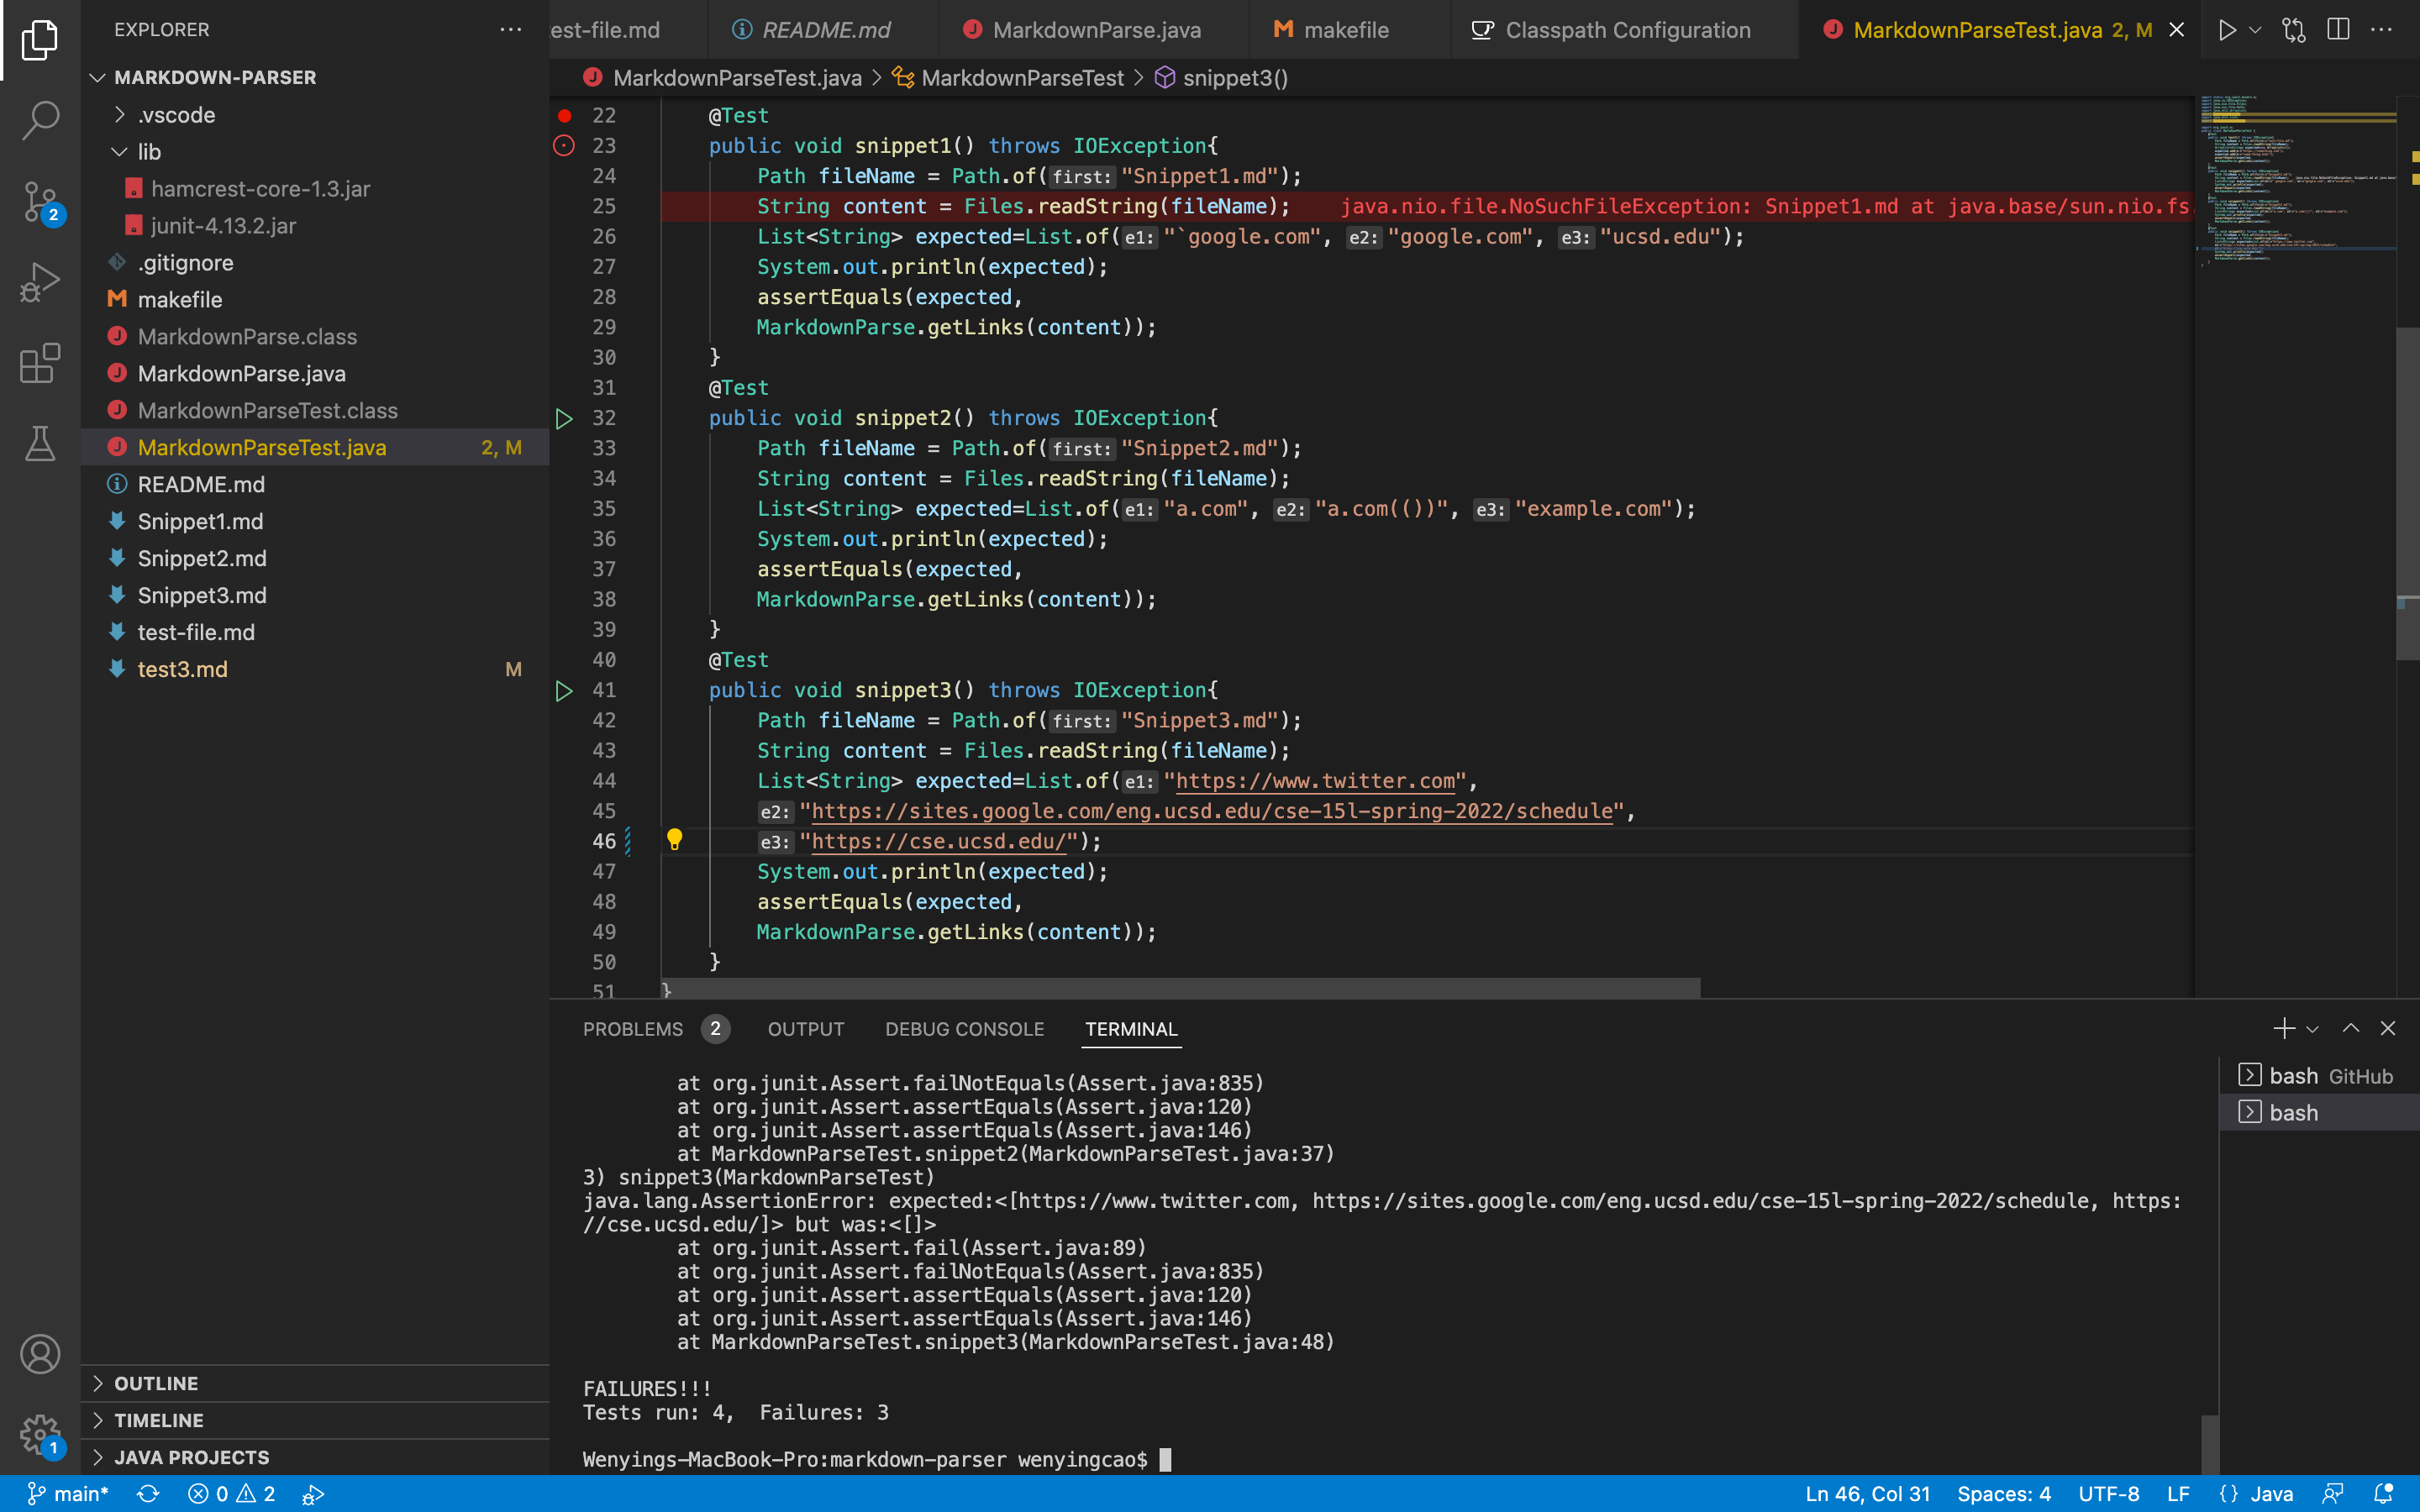 EXPLORER
est-file.md
README.md
MarkdownParse.java
makefile
Classpath Configuration
MarkdownParseTest.java 2, M
MARKDOWN-PARSER
.vscode
lib
hamcrest-core-1.3.jar
junit-4.13.2.jar
.gitignore
makefile
MarkdownParse.class
MarkdownParse.java
MarkdownParseTest.class
MarkdownParseTest.java 2, M
README.md
Snippet1.md
Snippet2.md
Snippet3.md
test-file.md
test3.md M
OUTLINE
TIMELINE
JAVA PROJECTS
2
1
MarkdownParseTest.java > MarkdownParseTest > snippet3()
22 @Test
23 public void snippet1() throws IOException{
24 Path fileName = Path.of(first: "Snippet1.md");
25 String content = Files.readString(fileName); java.nio.file.NoSuchFileException: Snippet1.md at java.base/sun.nio.fs.
26 List<String> expected=List.of(e1: "`google.com", e2: "google.com", e3: "ucsd.edu");
27 System.out.println(expected);
28 assertEquals(expected,
29 MarkdownParse.getLinks(content));
30 }
31 @Test
32 public void snippet2() throws IOException{
33 Path fileName = Path.of(first: "Snippet2.md");
34 String content = Files.readString(fileName);
35 List<String> expected=List.of(e1: "a.com", e2: "a.com(())", e3: "example.com");
36 System.out.println(expected);
37 assertEquals(expected,
38 MarkdownParse.getLinks(content));
39 }
40 @Test
41 public void snippet3() throws IOException{
42 Path fileName = Path.of(first: "Snippet3.md");
43 String content = Files.readString(fileName);
44 List<String> expected=List.of(e1: "https://www.twitter.com",
45 e2: "https://sites.google.com/eng.ucsd.edu/cse-15l-spring-2022/schedule",
46 e3: "https://cse.ucsd.edu/");
47 System.out.println(expected);
48 assertEquals(expected,
49 MarkdownParse.getLinks(content));
50 }
51 }
PROBLEMS 2 OUTPUT DEBUG CONSOLE TERMINAL
at org.junit.Assert.failNotEquals(Assert.java:835)
at org.junit.Assert.assertEquals(Assert.java:120)
at org.junit.Assert.assertEquals(Assert.java:146)
at MarkdownParseTest.snippet2(MarkdownParseTest.java:37)
3) snippet3(MarkdownParseTest)
java.lang.AssertionError: expected:<[https://www.twitter.com, https://sites.google.com/eng.ucsd.edu/cse-15l-spring-2022/schedule, https:
//cse.ucsd.edu/]> but was:<[]>
at org.junit.Assert.fail(Assert.java:89)
at org.junit.Assert.failNotEquals(Assert.java:835)
at org.junit.Assert.assertEquals(Assert.java:120)
at org.junit.Assert.assertEquals(Assert.java:146)
at MarkdownParseTest.snippet3(MarkdownParseTest.java:48)
FAILURES!!!
Tests run: 4, Failures: 3
Wenyings-MacBook-Pro:markdown-parser wenyingcao$
bash GitHub
bash
main* 0 2
Ln 46, Col 31 Spaces: 4 UTF-8 LF {} Java